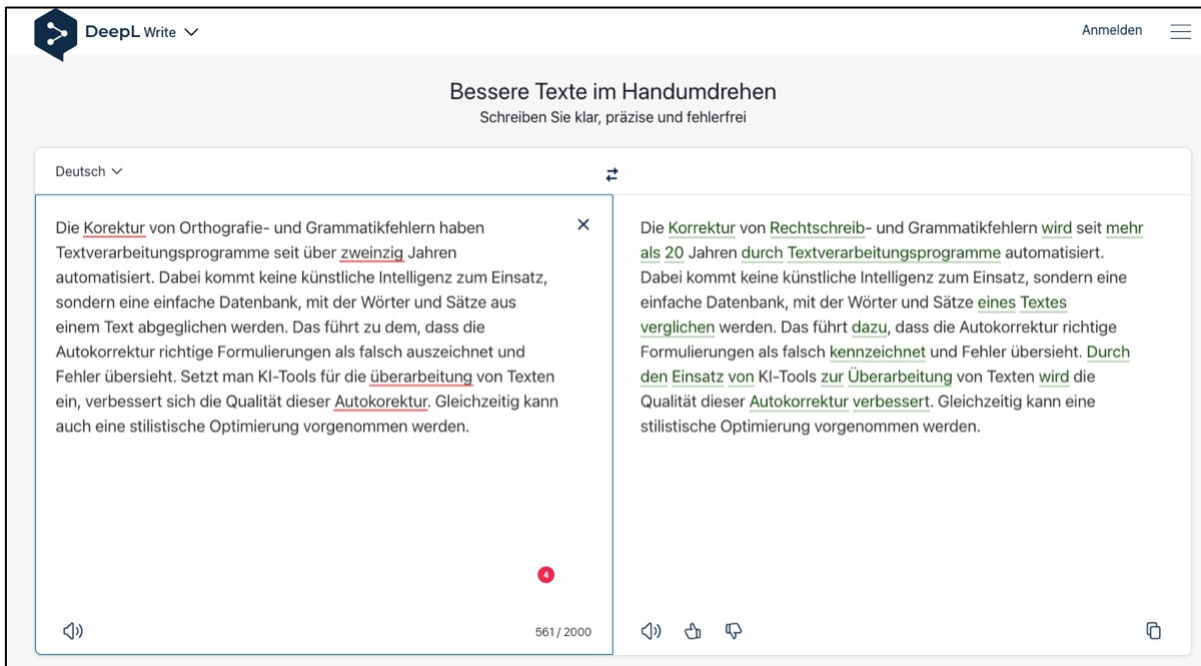 DeepL Write
Anmelden
Bessere Texte im Handumdrehen
Schreiben Sie klar, präzise und fehlerfrei
Deutsch
Die Korektur von Orthografie- und Grammatikfehlern haben
Textverarbeitungsprogramme seit über zweinzig Jahren
automatisiert. Dabei kommt keine künstliche Intelligenz zum Einsatz,
sondern eine einfache Datenbank, mit der Wörter und Sätze aus
einem Text abgeglichen werden. Das führt zu dem, dass die
Autokorrektur richtige Formulierungen als falsch auszeichnet und
Fehler übersieht. Setzt man KI-Tools für die überarbeitung von Texten
ein, verbessert sich die Qualität dieser Autokorektur. Gleichzeitig kann
auch eine stilistische Optimierung vorgenommen werden.
4
561 / 2000
Die Korrektur von Rechtschreib- und Grammatikfehlern wird seit mehr
als 20 Jahren durch Textverarbeitungsprogramme automatisiert.
Dabei kommt keine künstliche Intelligenz zum Einsatz, sondern eine
einfache Datenbank, mit der Wörter und Sätze eines Textes
verglichen werden. Das führt dazu, dass die Autokorrektur richtige
Formulierungen als falsch kennzeichnet und Fehler übersieht. Durch
den Einsatz von KI-Tools zur Überarbeitung von Texten wird die
Qualität dieser Autokorrektur verbessert. Gleichzeitig kann eine
stilistische Optimierung vorgenommen werden.